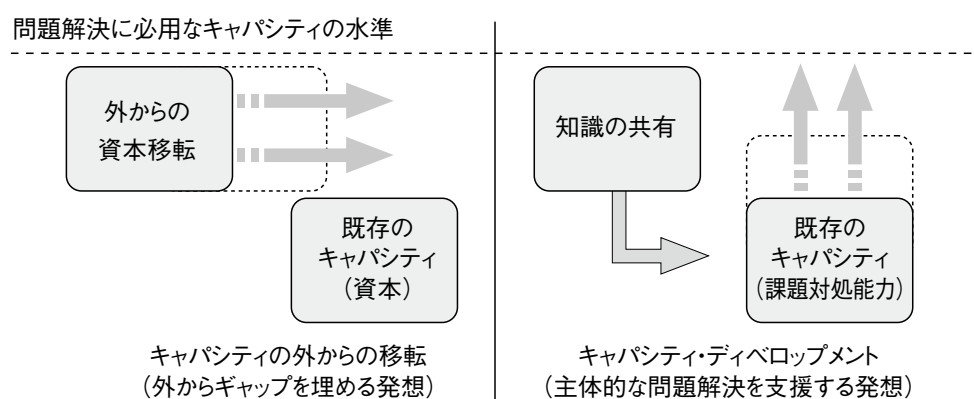 問題解決に必用なキャパシティの水準
外からの
資本移転
既存の
キャパシティ
（資本）
キャパシティの外からの移転
（外からギャップを埋める発想）
知識の共有
既存の
キャパシティ
（課題対処能力）
キャパシティ・ディベロップメント
（主体的な問題解決を支援する発想）